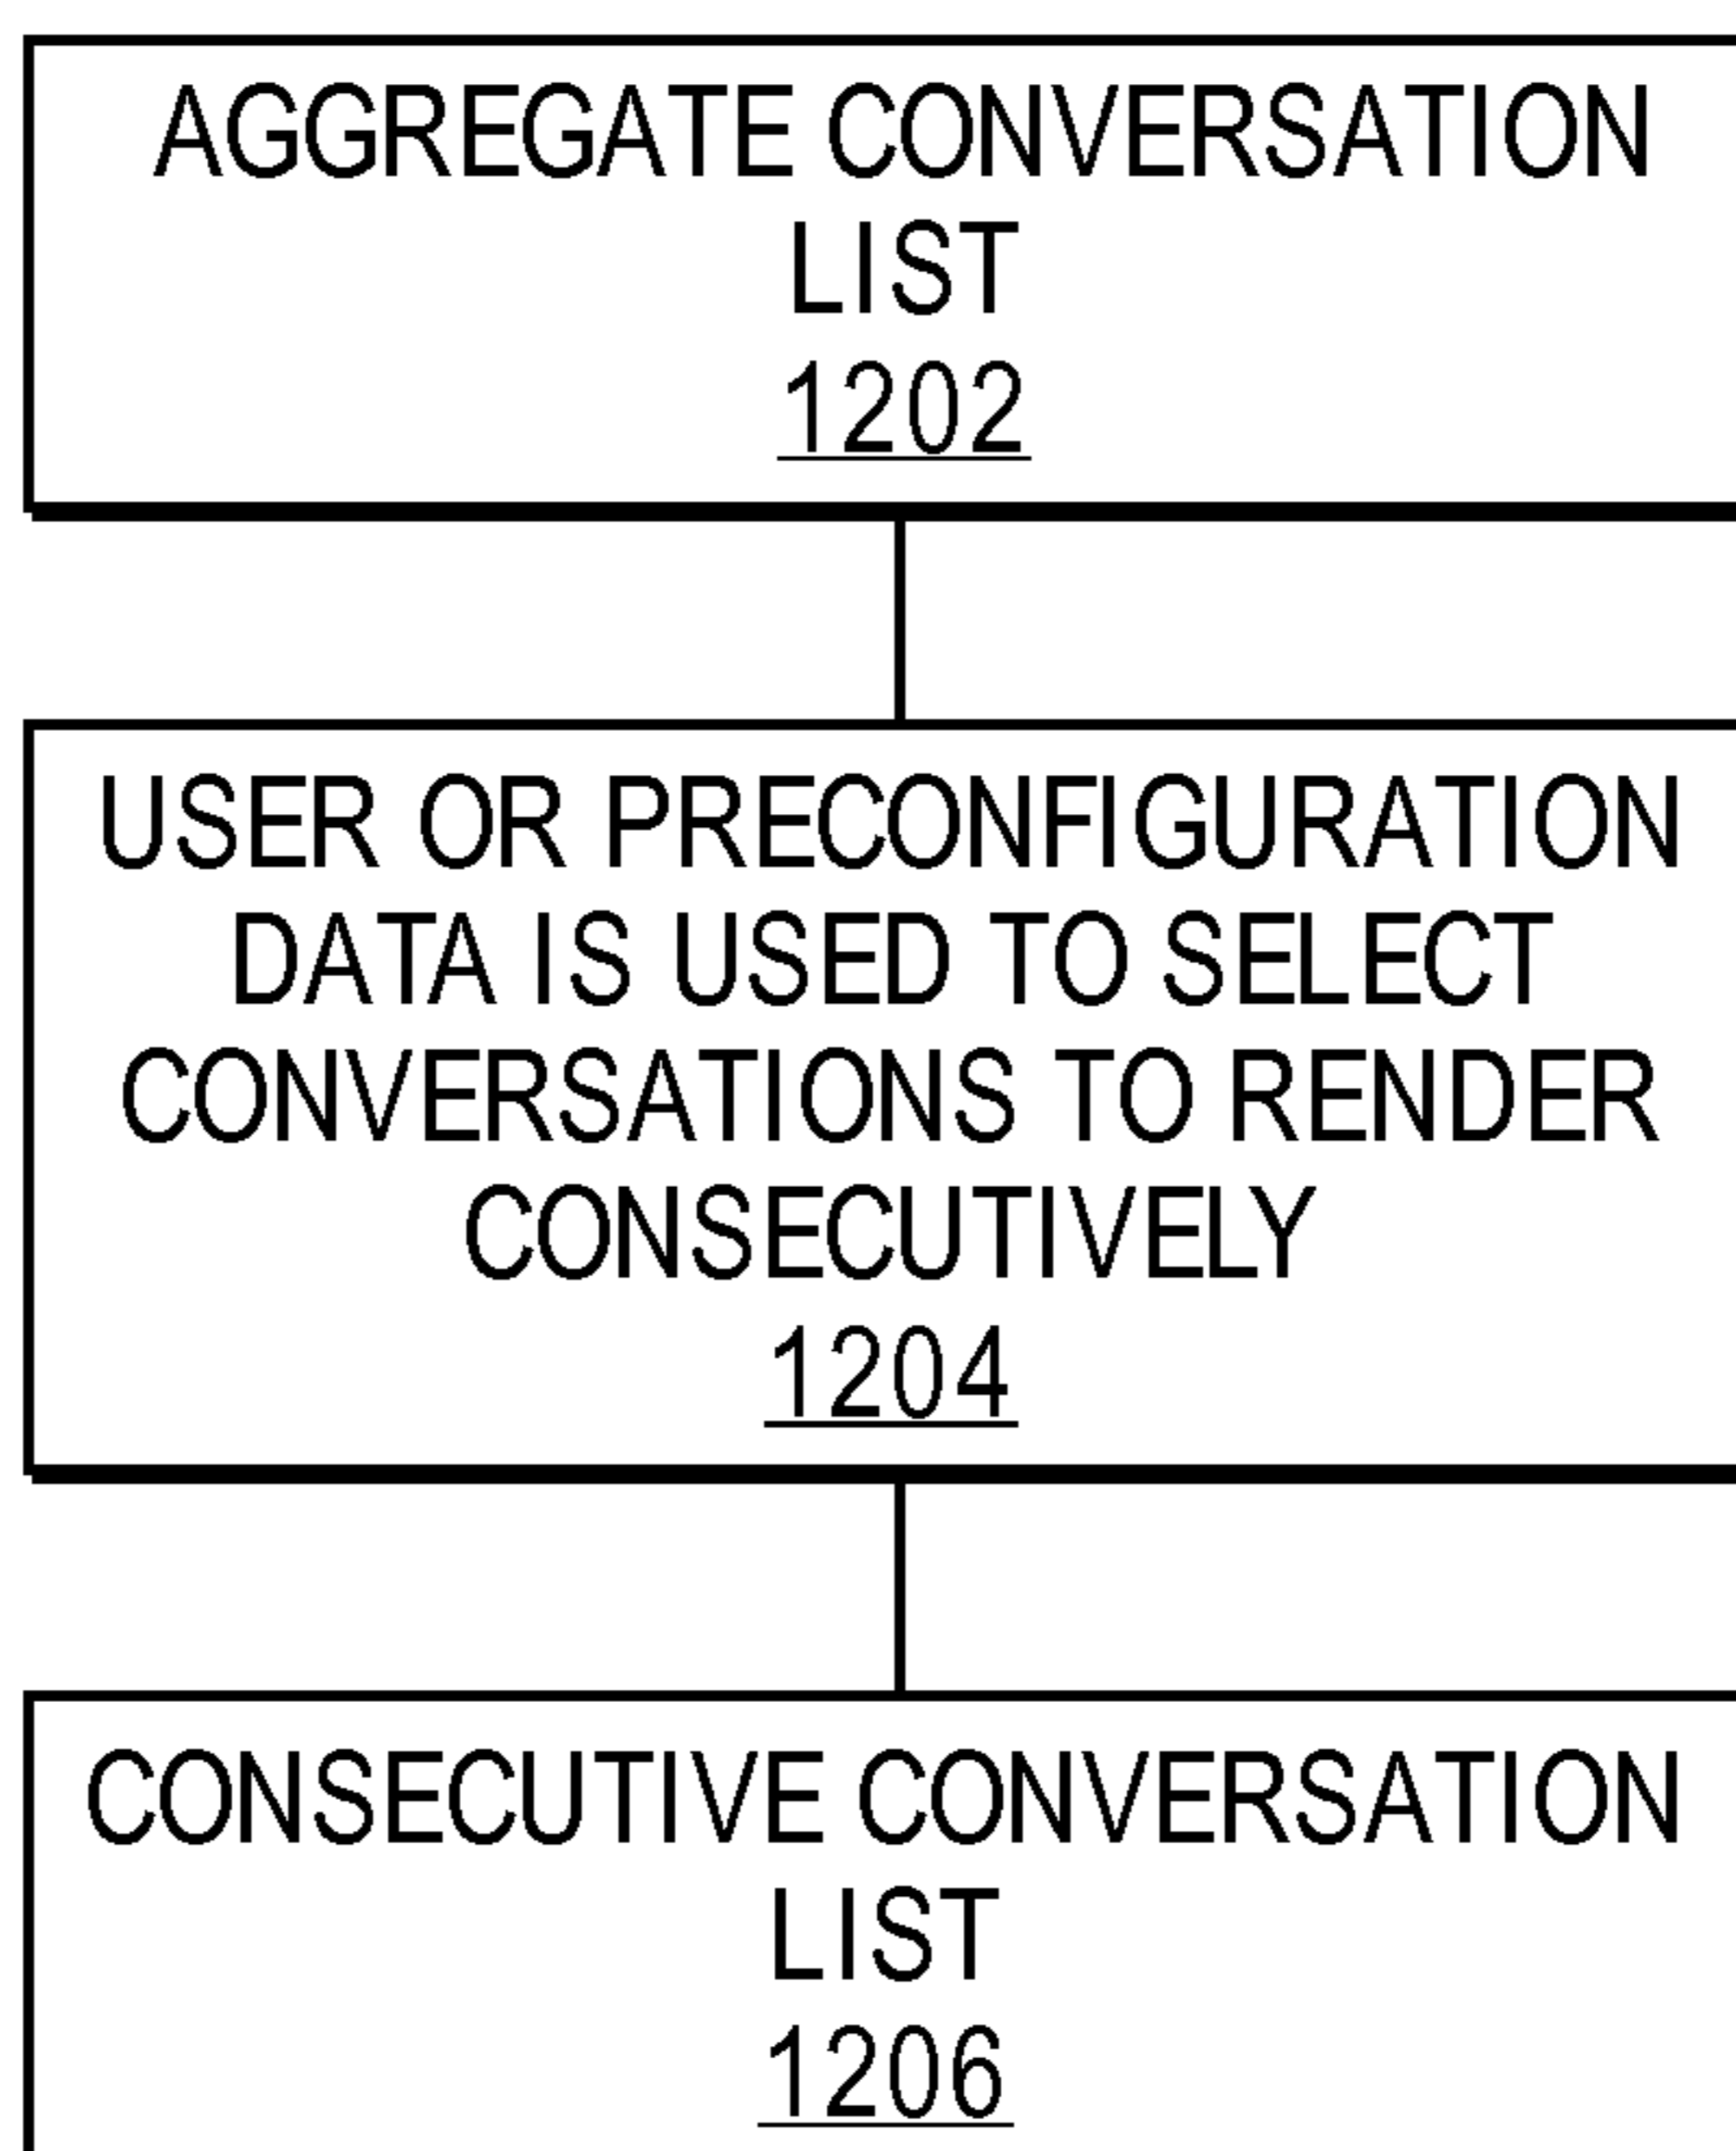 AGGREGATE CONVERSATION
LIST
1202
USER OR PRECONFIGURATION
DATA IS USED TO SELECT
CONVERSATIONS TO RENDER
CONSECUTIVELY
1204
CONSECUTIVE CONVERSATION
LIST
1206